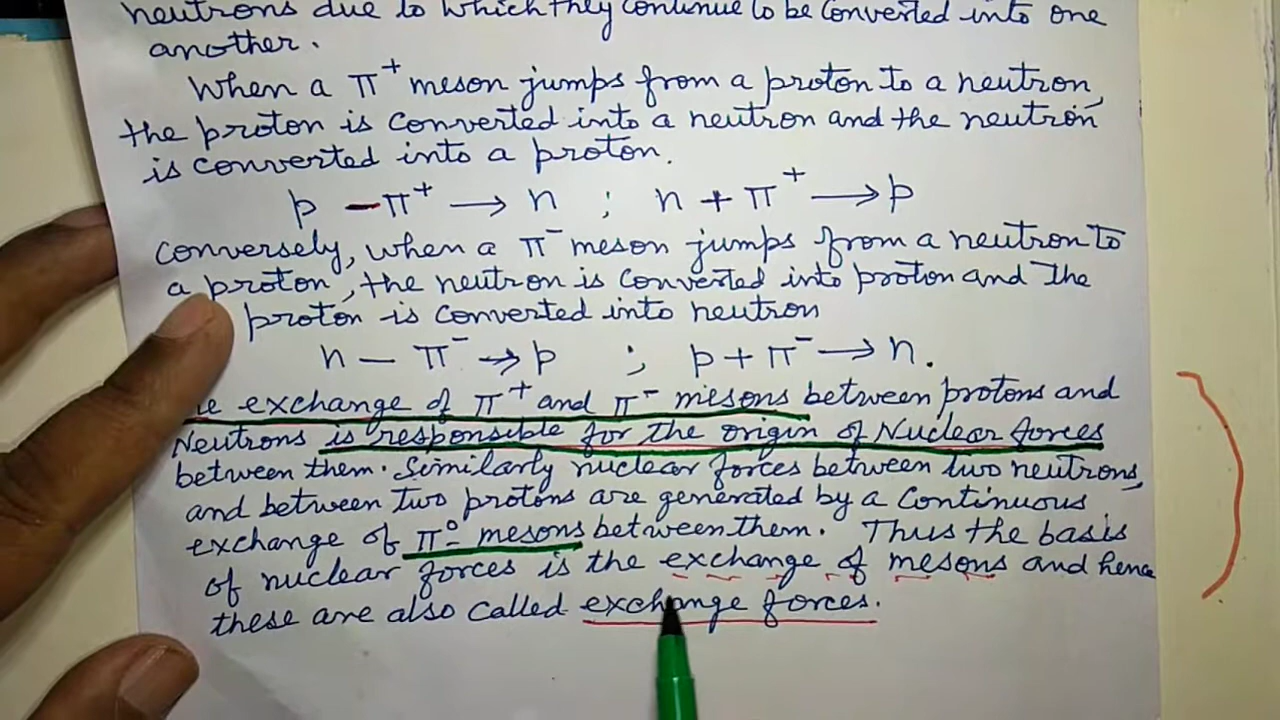 neutrons due to which they continue to be converted into one
another.
When a π⁺ meson jumps from a proton to a neutron,
the proton is converted into a neutron and the neutron
is converted into a proton.
p − π⁺ → n ; n + π⁺ → p
Conversely, when a π⁻ meson jumps from a neutron to
a proton, the neutron is converted into proton and the
proton is converted into neutron
n − π⁻ → p ; p + π⁻ → n.
exchange of π⁺ and π⁻ mesons between protons and
Neutrons is responsible for the origin of Nuclear forces
between them. Similarly nuclear forces between two neutrons,
and between two protons are generated by a continuous
exchange of π⁰ mesons between them. Thus the basis
of nuclear forces is the exchange of mesons and hence
these are also called exchange forces.